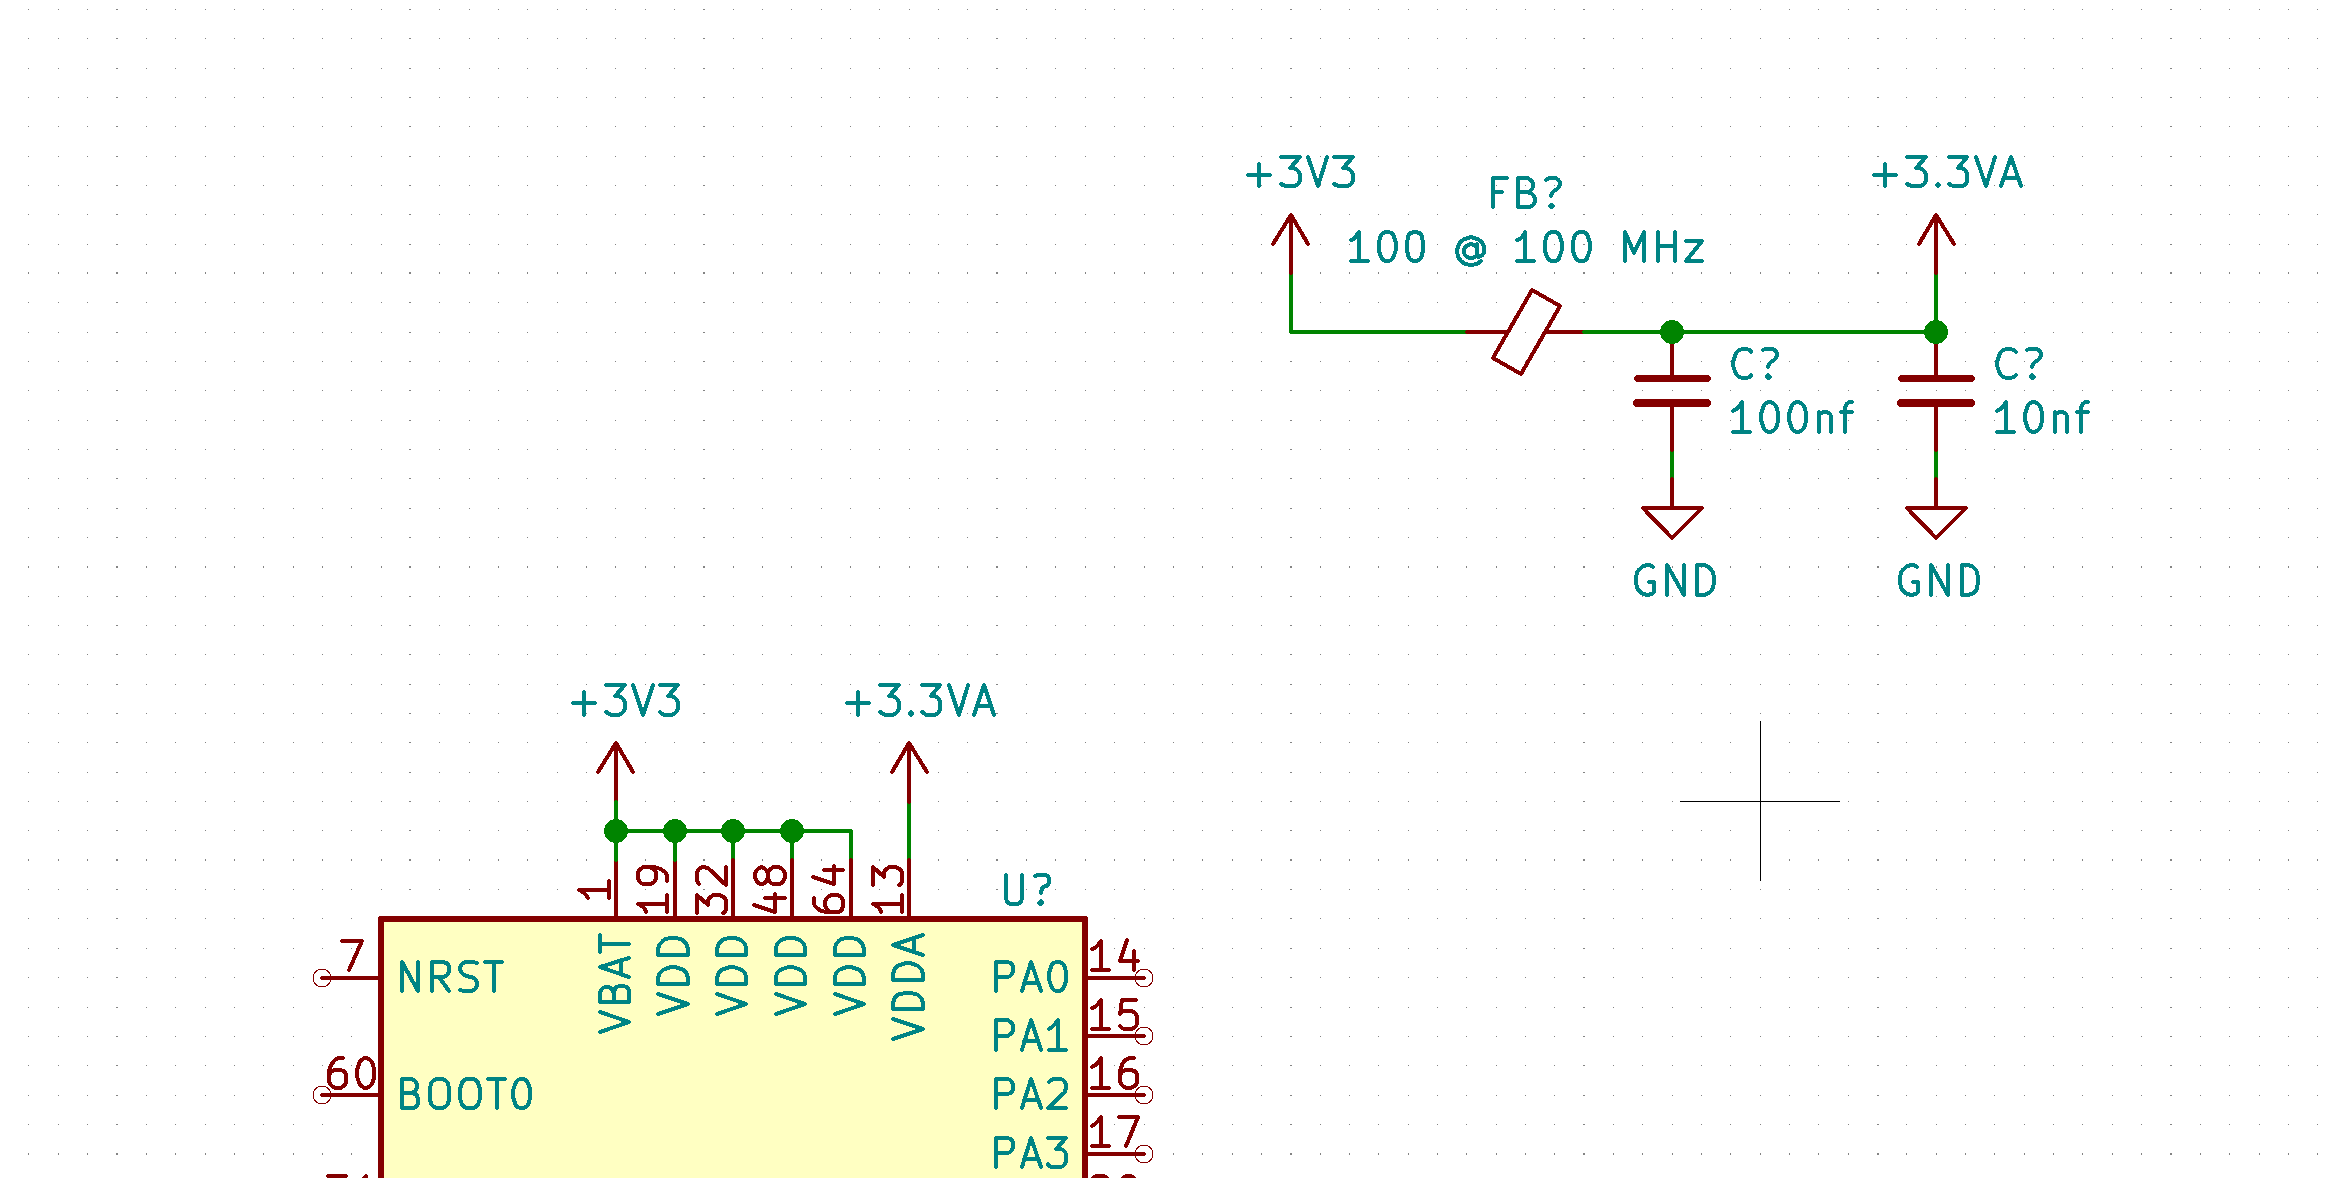 +3V3
FB?
100 @ 100 MHz
+3.3VA
C?
100nf
C?
10nf
GND
GND
+3V3
+3.3VA
1
19
32
48
64
13
U?
7
NRST
VBAT
VDD
VDD
VDD
VDD
VDDA
PA0
14
PA1
15
60
BOOT0
PA2
16
PA3
17